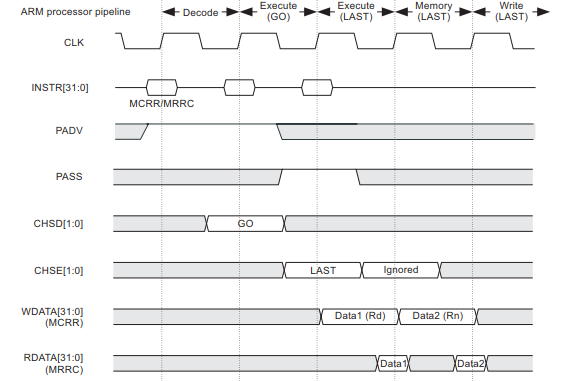 ARM processor pipeline
Decode
Execute
(GO)
Execute
(LAST)
Memory
(LAST)
Write
(LAST)
CLK
INSTR[31:0]
MCRR/MRRC
PADV
PASS
CHSD[1:0]
GO
CHSE[1:0]
LAST
Ignored
WDATA[31:0]
(MCRR)
Data1 (Rd)
Data2 (Rn)
RDATA[31:0]
(MRRC)
Data1
Data2